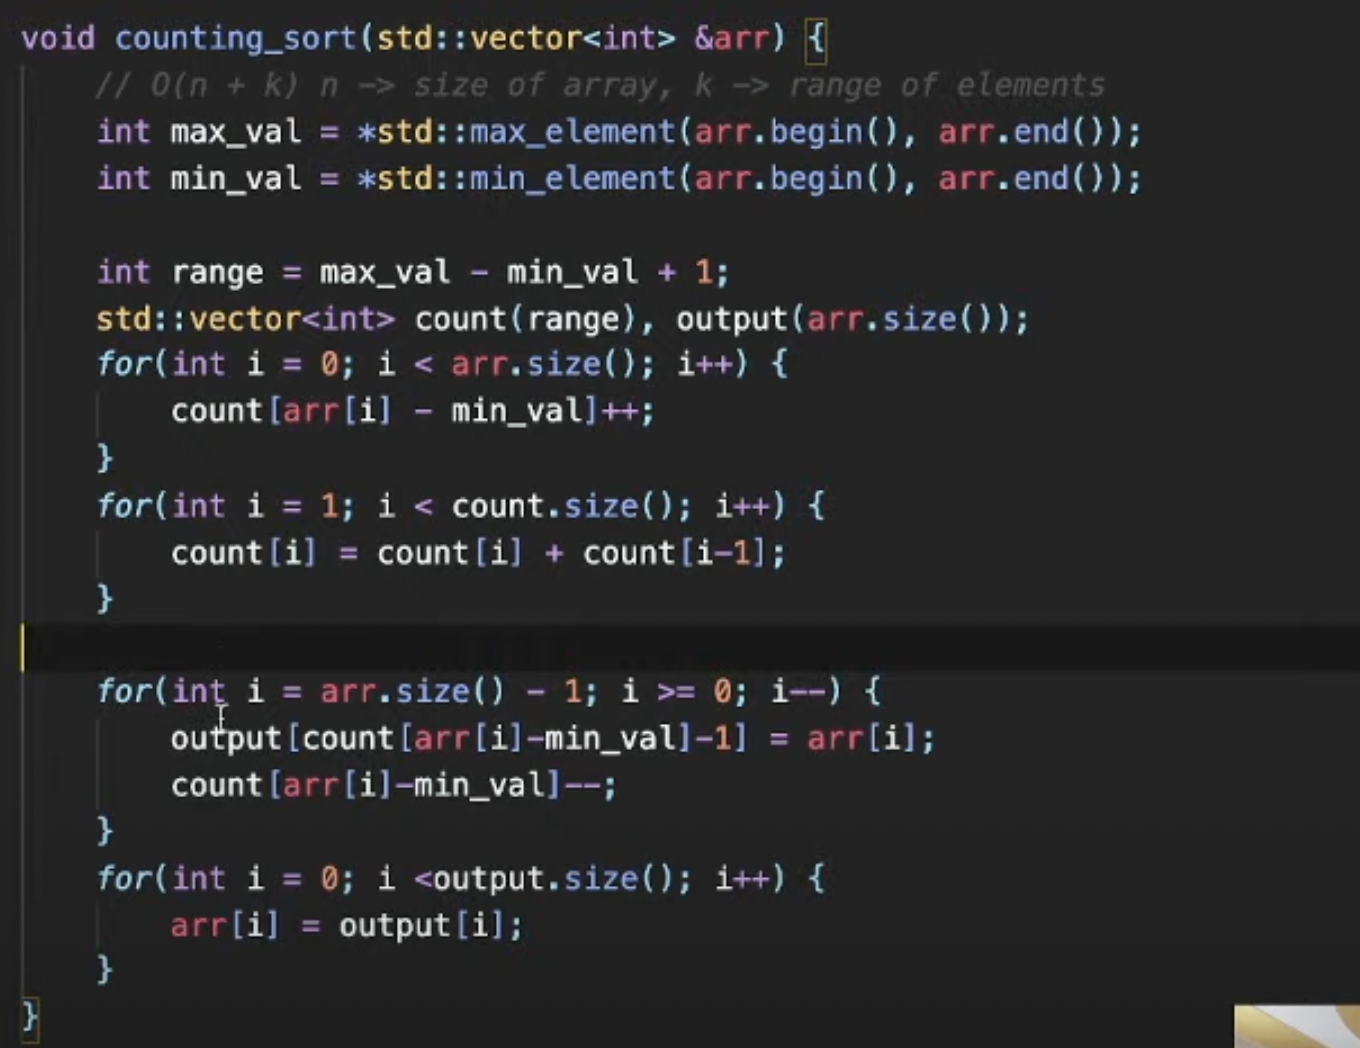 void counting_sort(std::vector<int> &arr) {
// O(n + k) n -> size of array, k -> range of elements
int max_val = *std::max_element(arr.begin(), arr.end());
int min_val = *std::min_element(arr.begin(), arr.end());
int range = max_val - min_val + 1;
std::vector<int> count(range), output(arr.size());
for(int i = 0; i < arr.size(); i++) {
count[arr[i] - min_val]++;
}
for(int i = 1; i < count.size(); i++) {
count[i] = count[i] + count[i-1];
}
for(int i = arr.size() - 1; i >= 0; i--) {
output[count[arr[i]-min_val]-1] = arr[i];
count[arr[i]-min_val]--;
}
for(int i = 0; i <output.size(); i++) {
arr[i] = output[i];
}
}